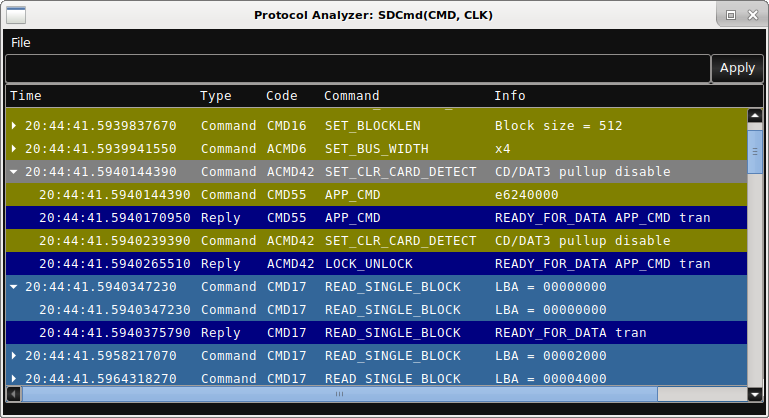 Protocol Analyzer: SDCmd(CMD, CLK)
File
Apply
Time Type Code Command Info
20:44:41.5939837670 Command CMD16 SET_BLOCKLEN Block size = 512
20:44:41.5939941550 Command ACMD6 SET_BUS_WIDTH x4
20:44:41.5940144390 Command ACMD42 SET_CLR_CARD_DETECT CD/DAT3 pullup disable
20:44:41.5940144390 Command CMD55 APP_CMD e6240000
20:44:41.5940170950 Reply CMD55 APP_CMD READY_FOR_DATA APP_CMD tran
20:44:41.5940239390 Command ACMD42 SET_CLR_CARD_DETECT CD/DAT3 pullup disable
20:44:41.5940265510 Reply ACMD42 LOCK_UNLOCK READY_FOR_DATA APP_CMD tran
20:44:41.5940347230 Command CMD17 READ_SINGLE_BLOCK LBA = 00000000
20:44:41.5940347230 Command CMD17 READ_SINGLE_BLOCK LBA = 00000000
20:44:41.5940375790 Reply CMD17 READ_SINGLE_BLOCK READY_FOR_DATA tran
20:44:41.5958217070 Command CMD17 READ_SINGLE_BLOCK LBA = 00002000
20:44:41.5964318270 Command CMD17 READ_SINGLE_BLOCK LBA = 00004000